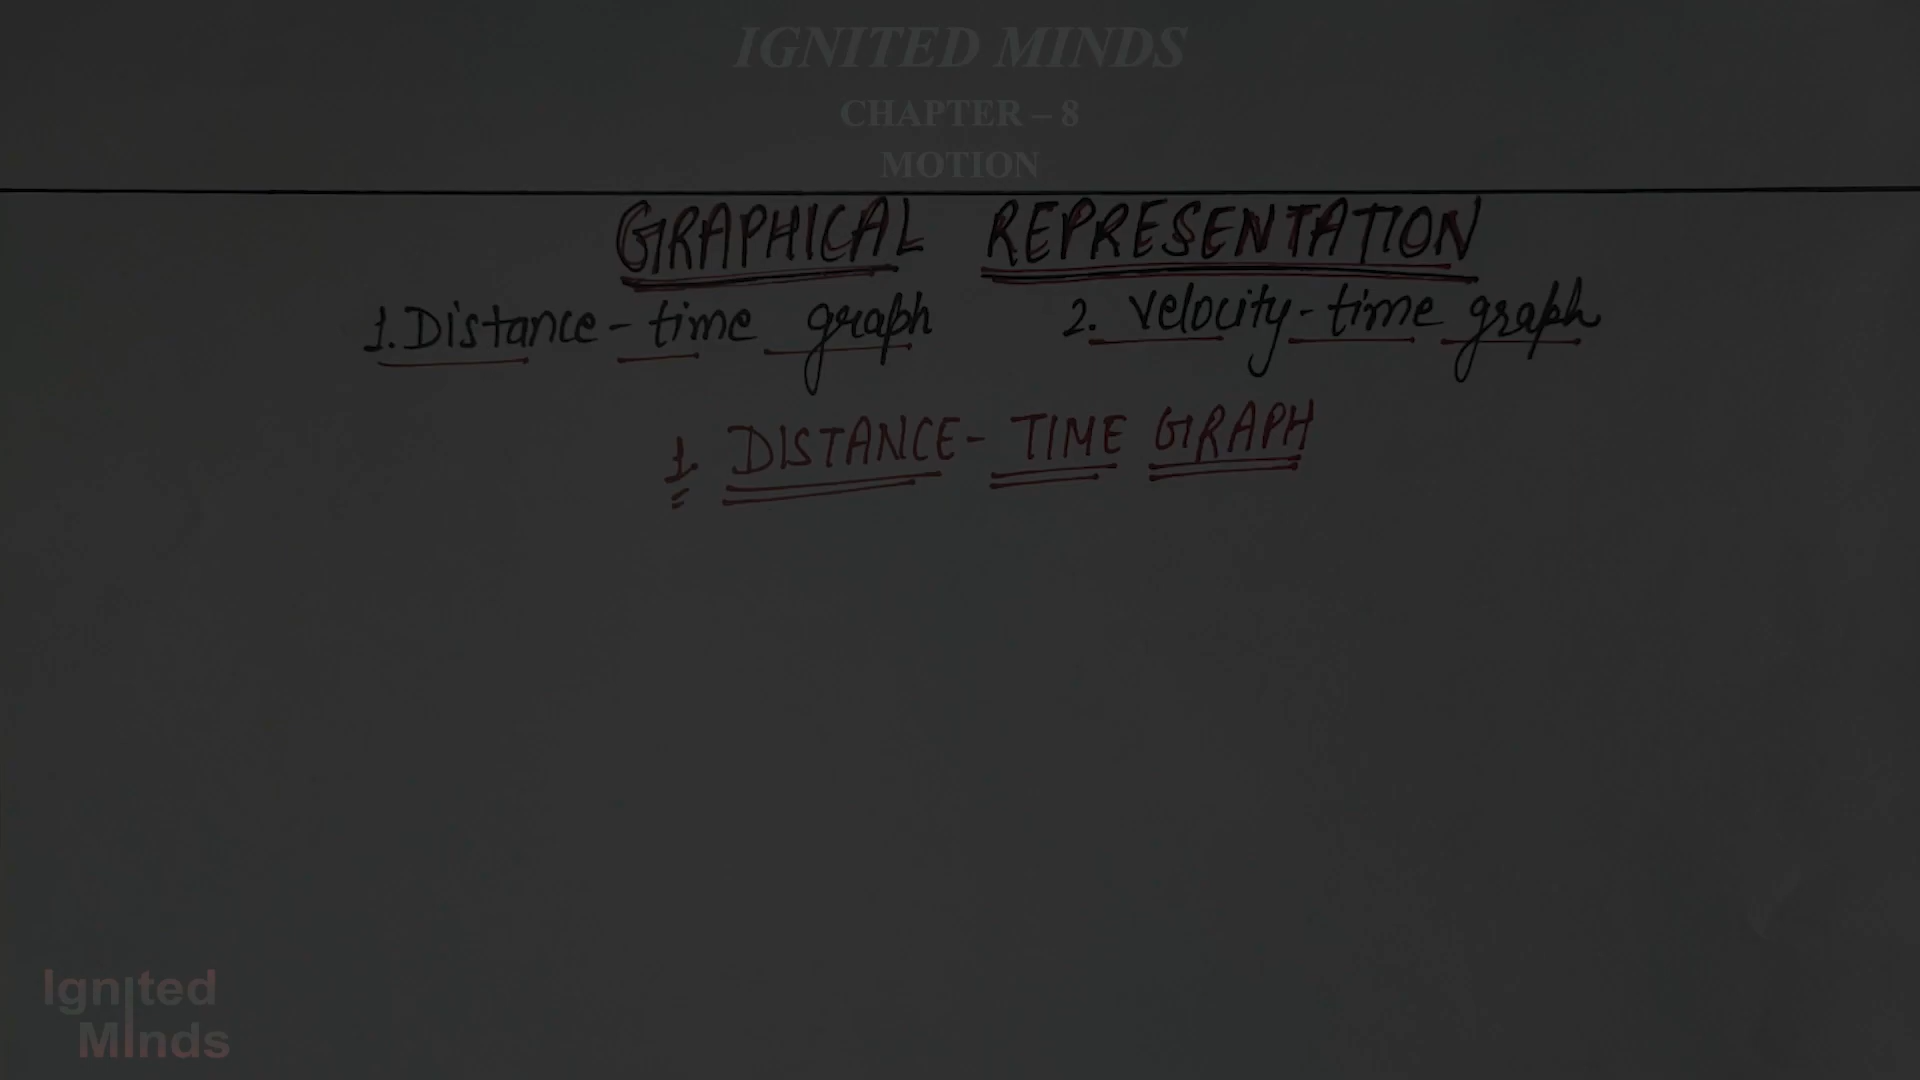 IGNITED MINDS
CHAPTER – 8
MOTION
GRAPHICAL REPRESENTATION
1. Distance - time graph 2. Velocity - time graph
1. DISTANCE - TIME GRAPH
Ignited
Minds